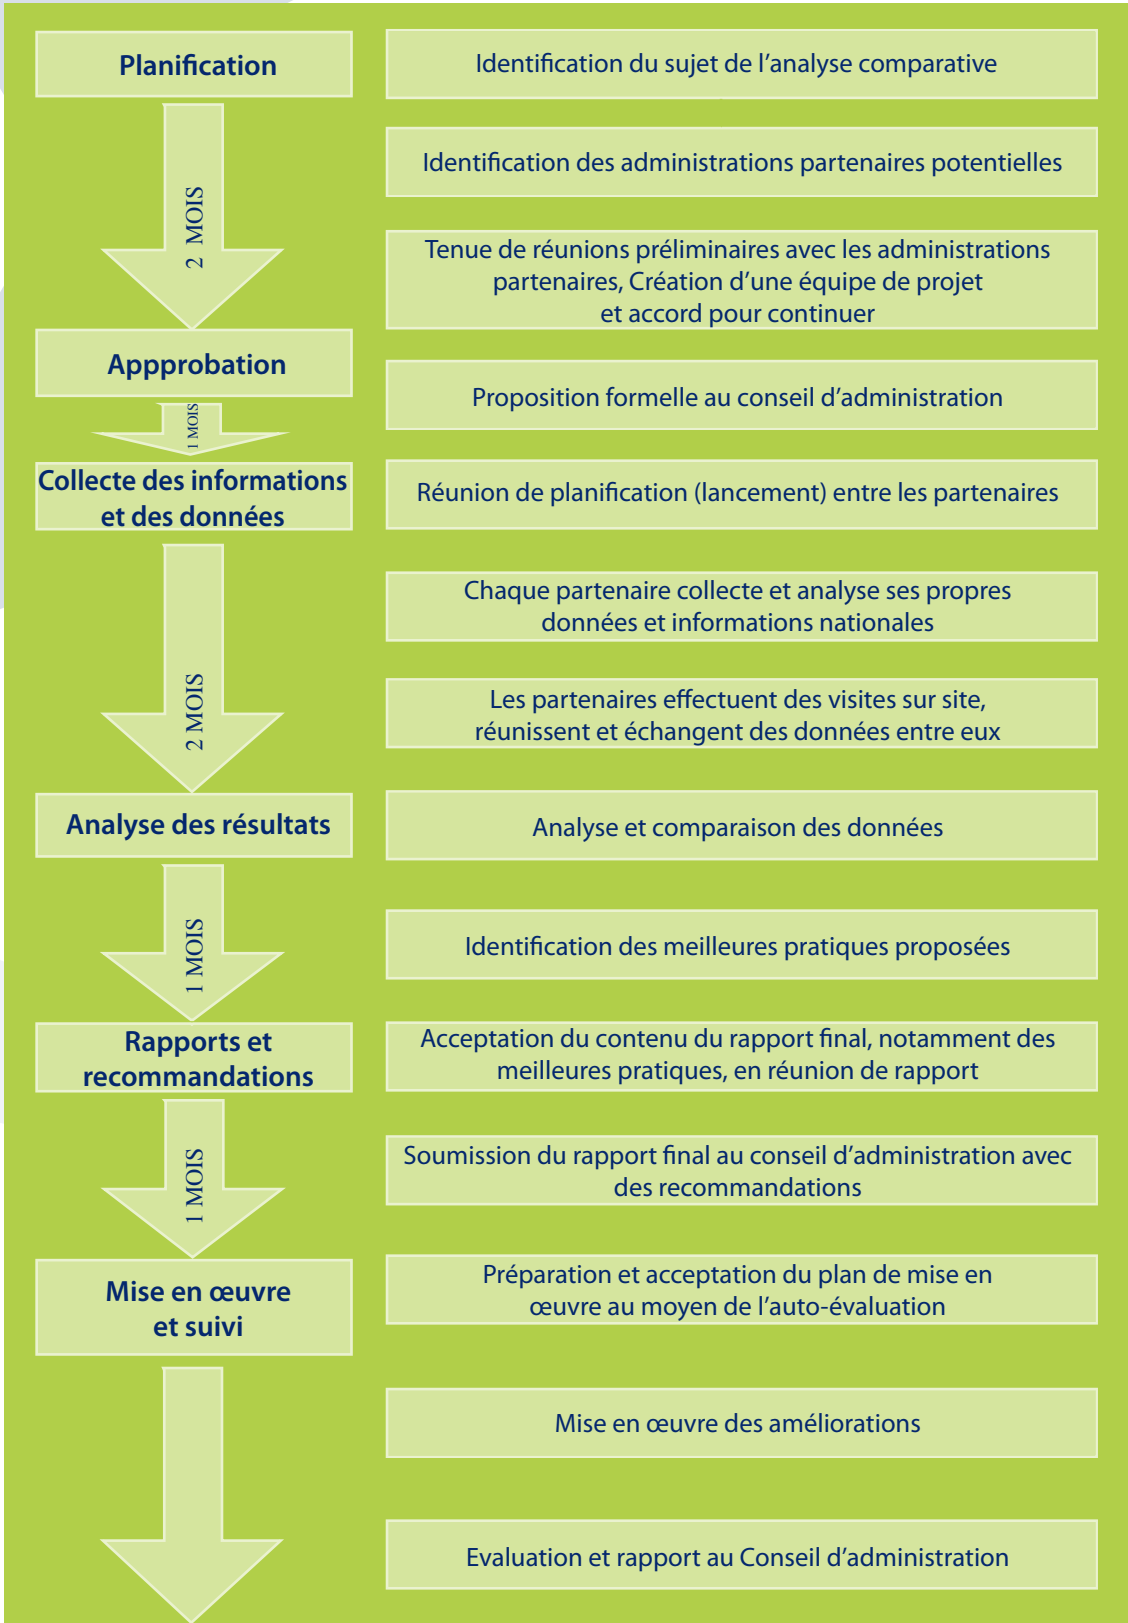 Planification
Identification du sujet de l’analyse comparative
Identification des administrations partenaires potentielles
2 MOIS
Tenue de réunions préliminaires avec les administrations
partenaires, Création d’une équipe de projet
et accord pour continuer
Appprobation
Proposition formelle au conseil d’administration
1 MOIS
Collecte des informations
et des données
Réunion de planification (lancement) entre les partenaires
Chaque partenaire collecte et analyse ses propres
données et informations nationales
2 MOIS
Les partenaires effectuent des visites sur site,
réunissent et échangent des données entre eux
Analyse des résultats
Analyse et comparaison des données
1 MOIS
Identification des meilleures pratiques proposées
Rapports et
recommandations
Acceptation du contenu du rapport final, notamment des
meilleures pratiques, en réunion de rapport
1 MOIS
Soumission du rapport final au conseil d’administration avec
des recommandations
Mise en œuvre
et suivi
Préparation et acceptation du plan de mise en
œuvre au moyen de l’auto-évaluation
Mise en œuvre des améliorations
Evaluation et rapport au Conseil d’administration